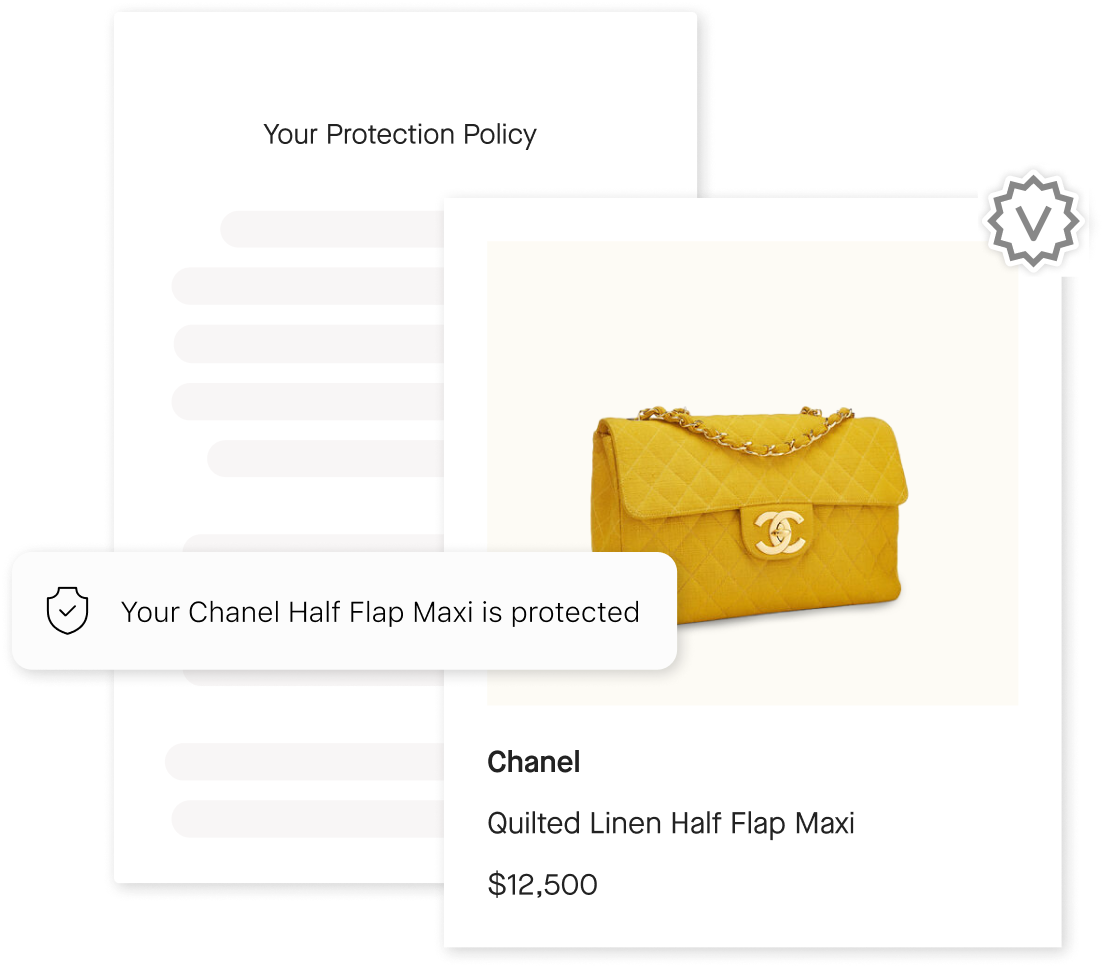 Your Protection Policy
V
Your Chanel Half Flap Maxi is protected
Chanel
Quilted Linen Half Flap Maxi
$12,500